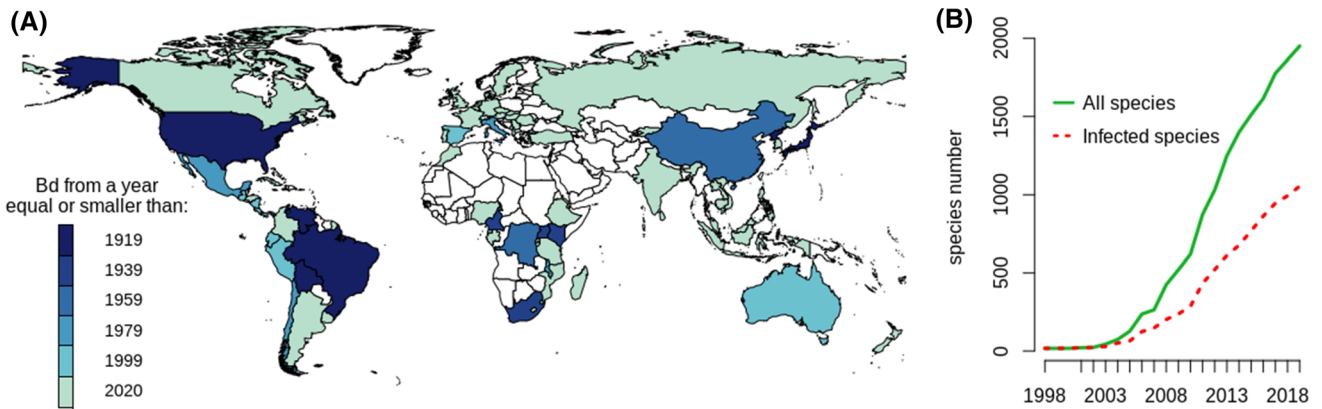 (A)
Bd from a year
equal or smaller than:
1919
1939
1959
1979
1999
2020
(B)
species number
2000
1500
1000
500
0
All species
Infected species
1998 2003 2008 2013 2018